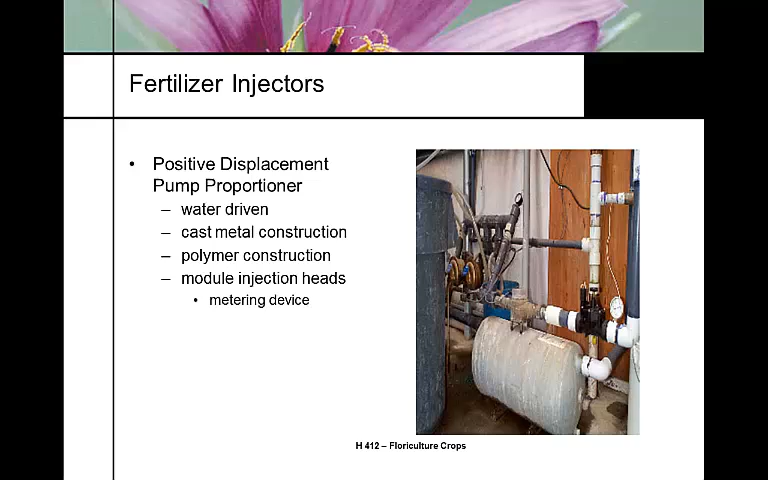 Fertilizer Injectors
• Positive Displacement
Pump Proportioner
– water driven
– cast metal construction
– polymer construction
– module injection heads
• metering device
H 412 – Floriculture Crops